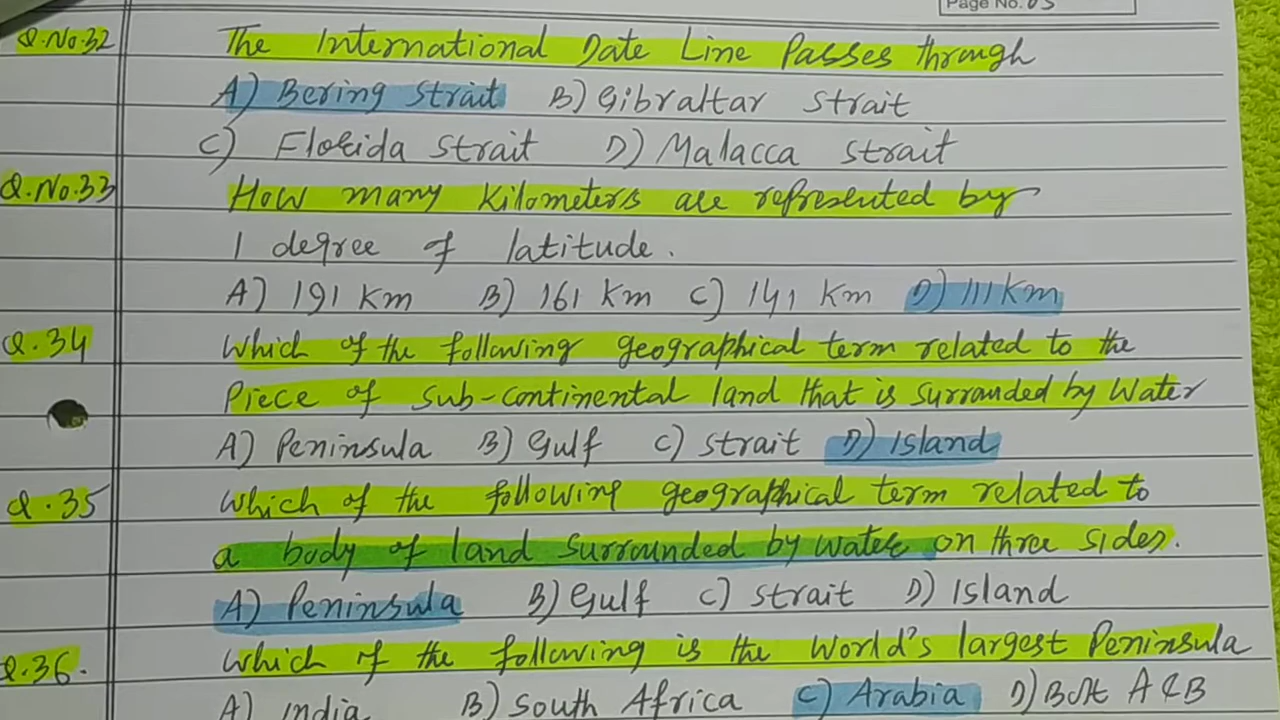 Page No. 03
Q.No.32 The International Date Line Passes through
A) Bering Strait B) Gibraltar Strait
C) Florida Strait D) Malacca Strait
Q.No.33 How many Kilometers are represented by
1 degree of latitude.
A) 191 Km B) 161 Km C) 141 Km D) 111 Km
Q.34 Which of the following geographical term related to the
Piece of sub-continental land that is surrounded by Water
A) Peninsula B) Gulf C) Strait D) Island
Q.35 Which of the following geographical term related to
a body of land surrounded by water on three sides.
A) Peninsula B) Gulf C) Strait D) Island
Q.36. Which of the following is the World's largest Peninsula
A) India B) South Africa C) Arabia D) Both A & B